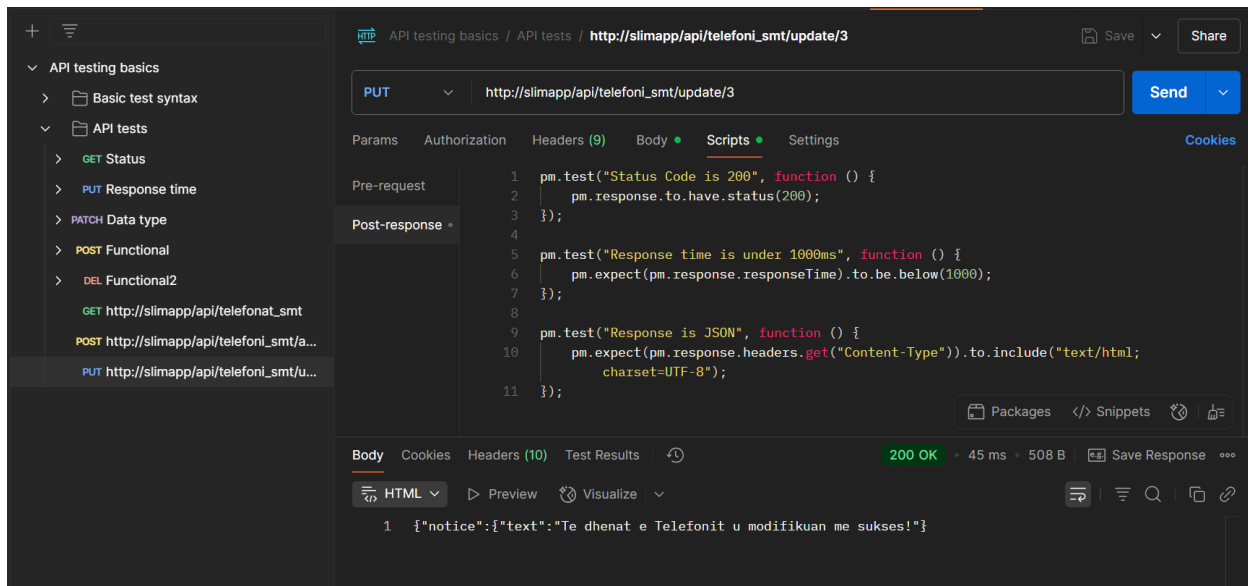 API testing basics / API tests / http://slimapp/api/telefoni_smt/update/3 Save Share
API testing basics
Basic test syntax
API tests
GET Status
PUT Response time
PATCH Data type
POST Functional
DEL Functional2
GET http://slimapp/api/telefonat_smt
POST http://slimapp/api/telefoni_smt/a...
PUT http://slimapp/api/telefoni_smt/u...
PUT http://slimapp/api/telefoni_smt/update/3 Send
Params Authorization Headers (9) Body Scripts Settings Cookies
Pre-request
Post-response
1 pm.test("Status Code is 200", function () {
2 pm.response.to.have.status(200);
3 });
4
5 pm.test("Response time is under 1000ms", function () {
6 pm.expect(pm.response.responseTime).to.be.below(1000);
7 });
8
9 pm.test("Response is JSON", function () {
10 pm.expect(pm.response.headers.get("Content-Type")).to.include("text/html;
charset=UTF-8");
11 });
Packages </> Snippets
Body Cookies Headers (10) Test Results 200 OK 45 ms 508 B e.g. Save Response
HTML Preview Visualize
1 {"notice":{"text":"Te dhenat e Telefonit u modifikuan me sukses!"}